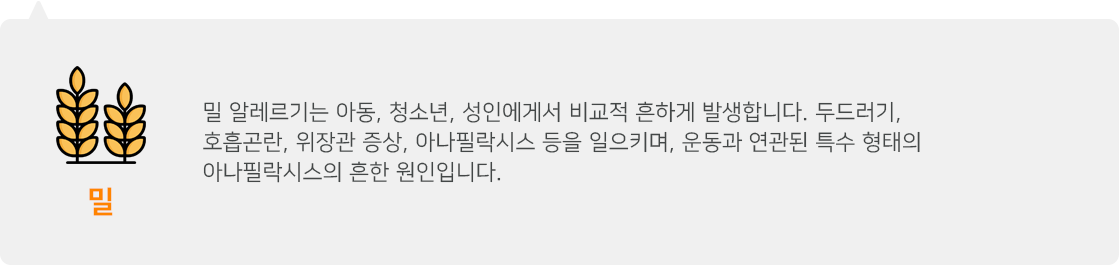 밀 알레르기는 아동, 청소년, 성인에게서 비교적 흔하게 발생합니다. 두드러기,
호흡곤란, 위장관 증상, 아나필락시스 등을 일으키며, 운동과 연관된 특수 형태의
아나필락시스의 흔한 원인입니다.
밀